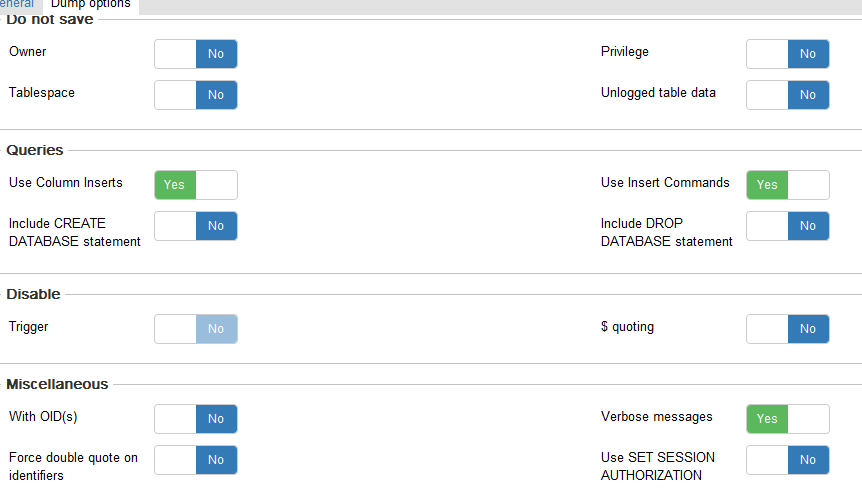 eneral Dump options
Do not save
Owner No Privilege No
Tablespace No Unlogged table data No
Queries
Use Column Inserts Yes Use Insert Commands Yes
Include CREATE
DATABASE statement No Include DROP
DATABASE statement No
Disable
Trigger No $ quoting No
Miscellaneous
With OID(s) No Verbose messages Yes
Force double quote on
identifiers No Use SET SESSION
AUTHORIZATION No